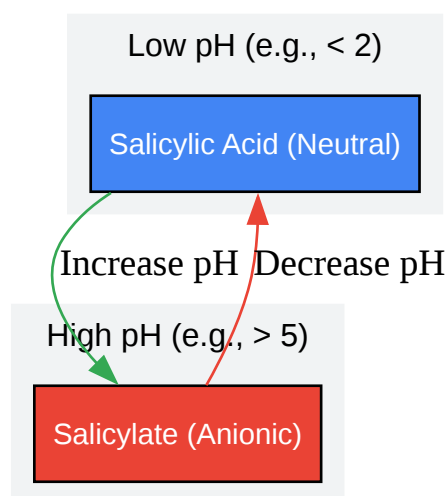 Low pH (e.g., < 2)
Salicylic Acid (Neutral)
Increase pH
Decrease pH
High pH (e.g., > 5)
Salicylate (Anionic)